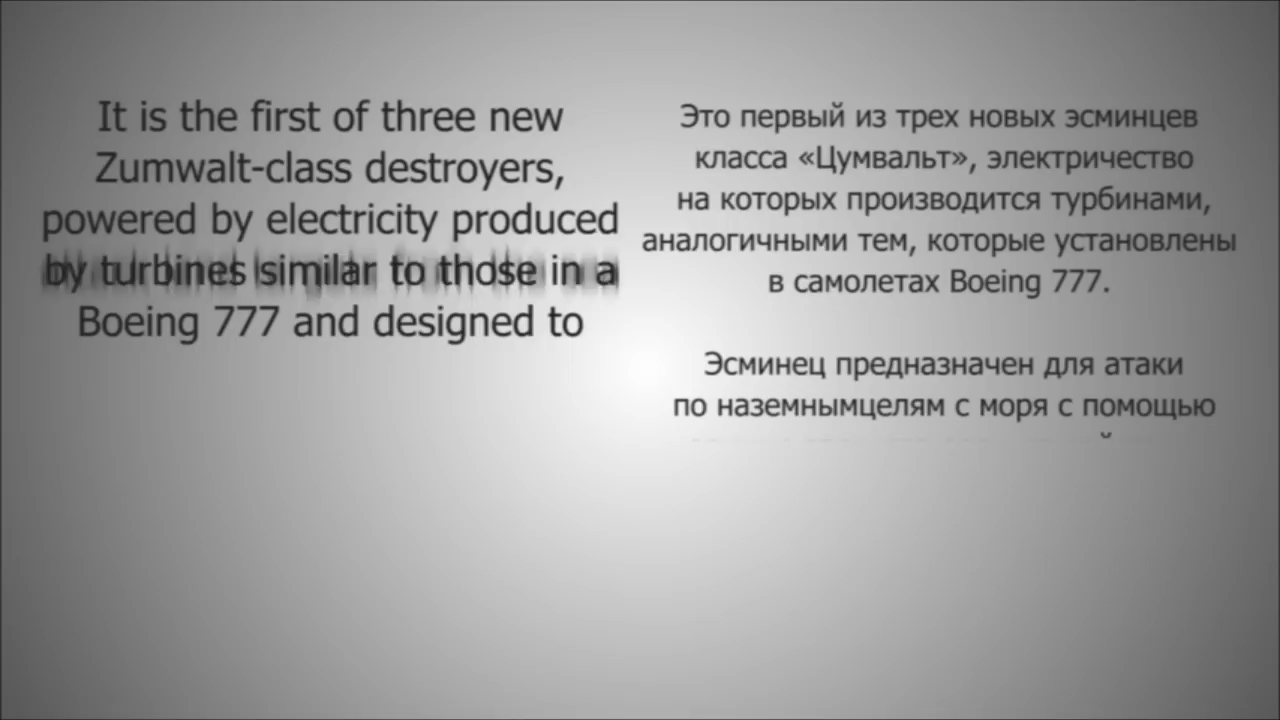 It is the first of three new
Zumwalt-class destroyers,
powered by electricity produced
by turbines similar to those in a
Boeing 777 and designed to
Это первый из трех новых эсминцев
класса «Цумвальт», электричество
на которых производится турбинами,
аналогичными тем, которые установлены
в самолетах Boeing 777.
Эсминец предназначен для атаки
по наземнымцелям с моря с помощью